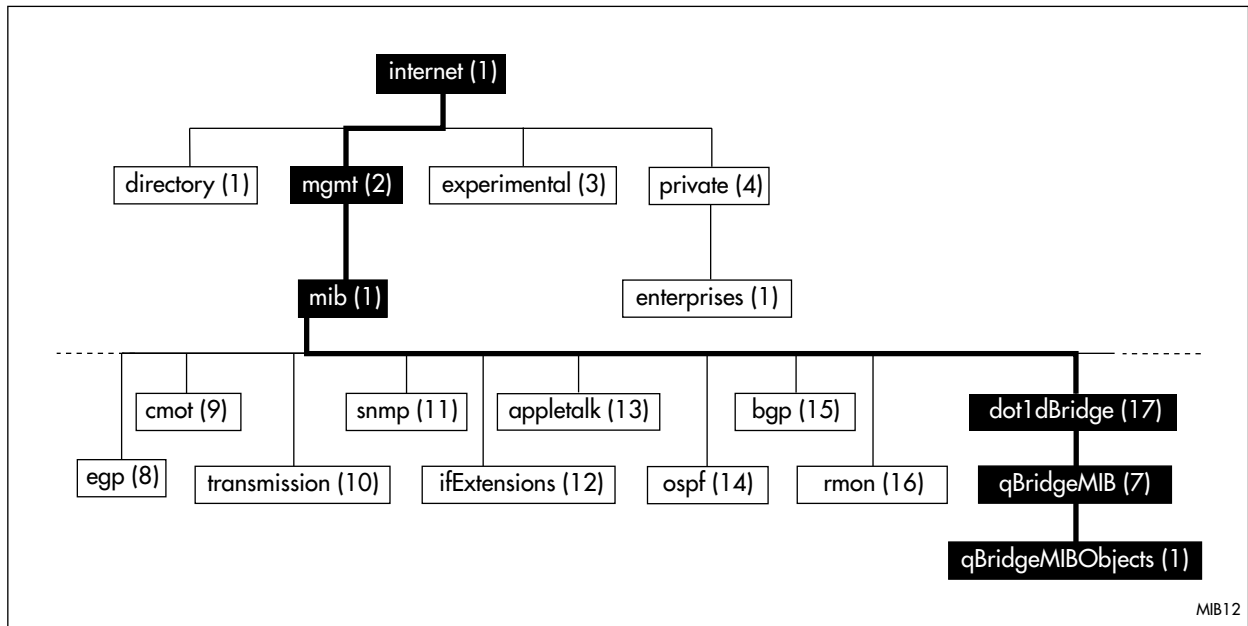 internet (1)
directory (1) mgmt (2) experimental (3) private (4)
mib (1) enterprises (1)
cmot (9) snmp (11) appletalk (13) bgp (15) dot1dBridge (17)
egp (8) transmission (10) ifExtensions (12) ospf (14) rmon (16) qBridgeMIB (7)
qBridgeMIBObjects (1)
MIB12